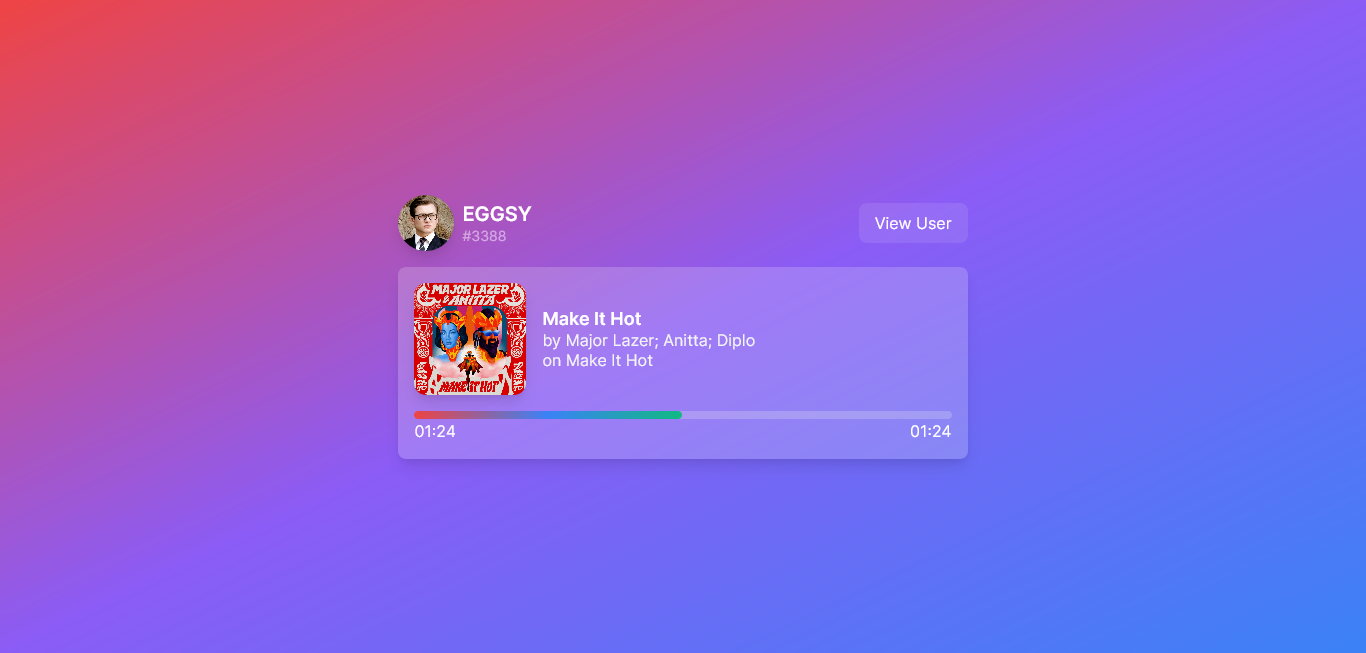 EGGSY
#3388
View User
MAJOR LAZER
& ANITTA
MAKE IT HOT
Make It Hot
by Major Lazer; Anitta; Diplo
on Make It Hot
01:24
01:24